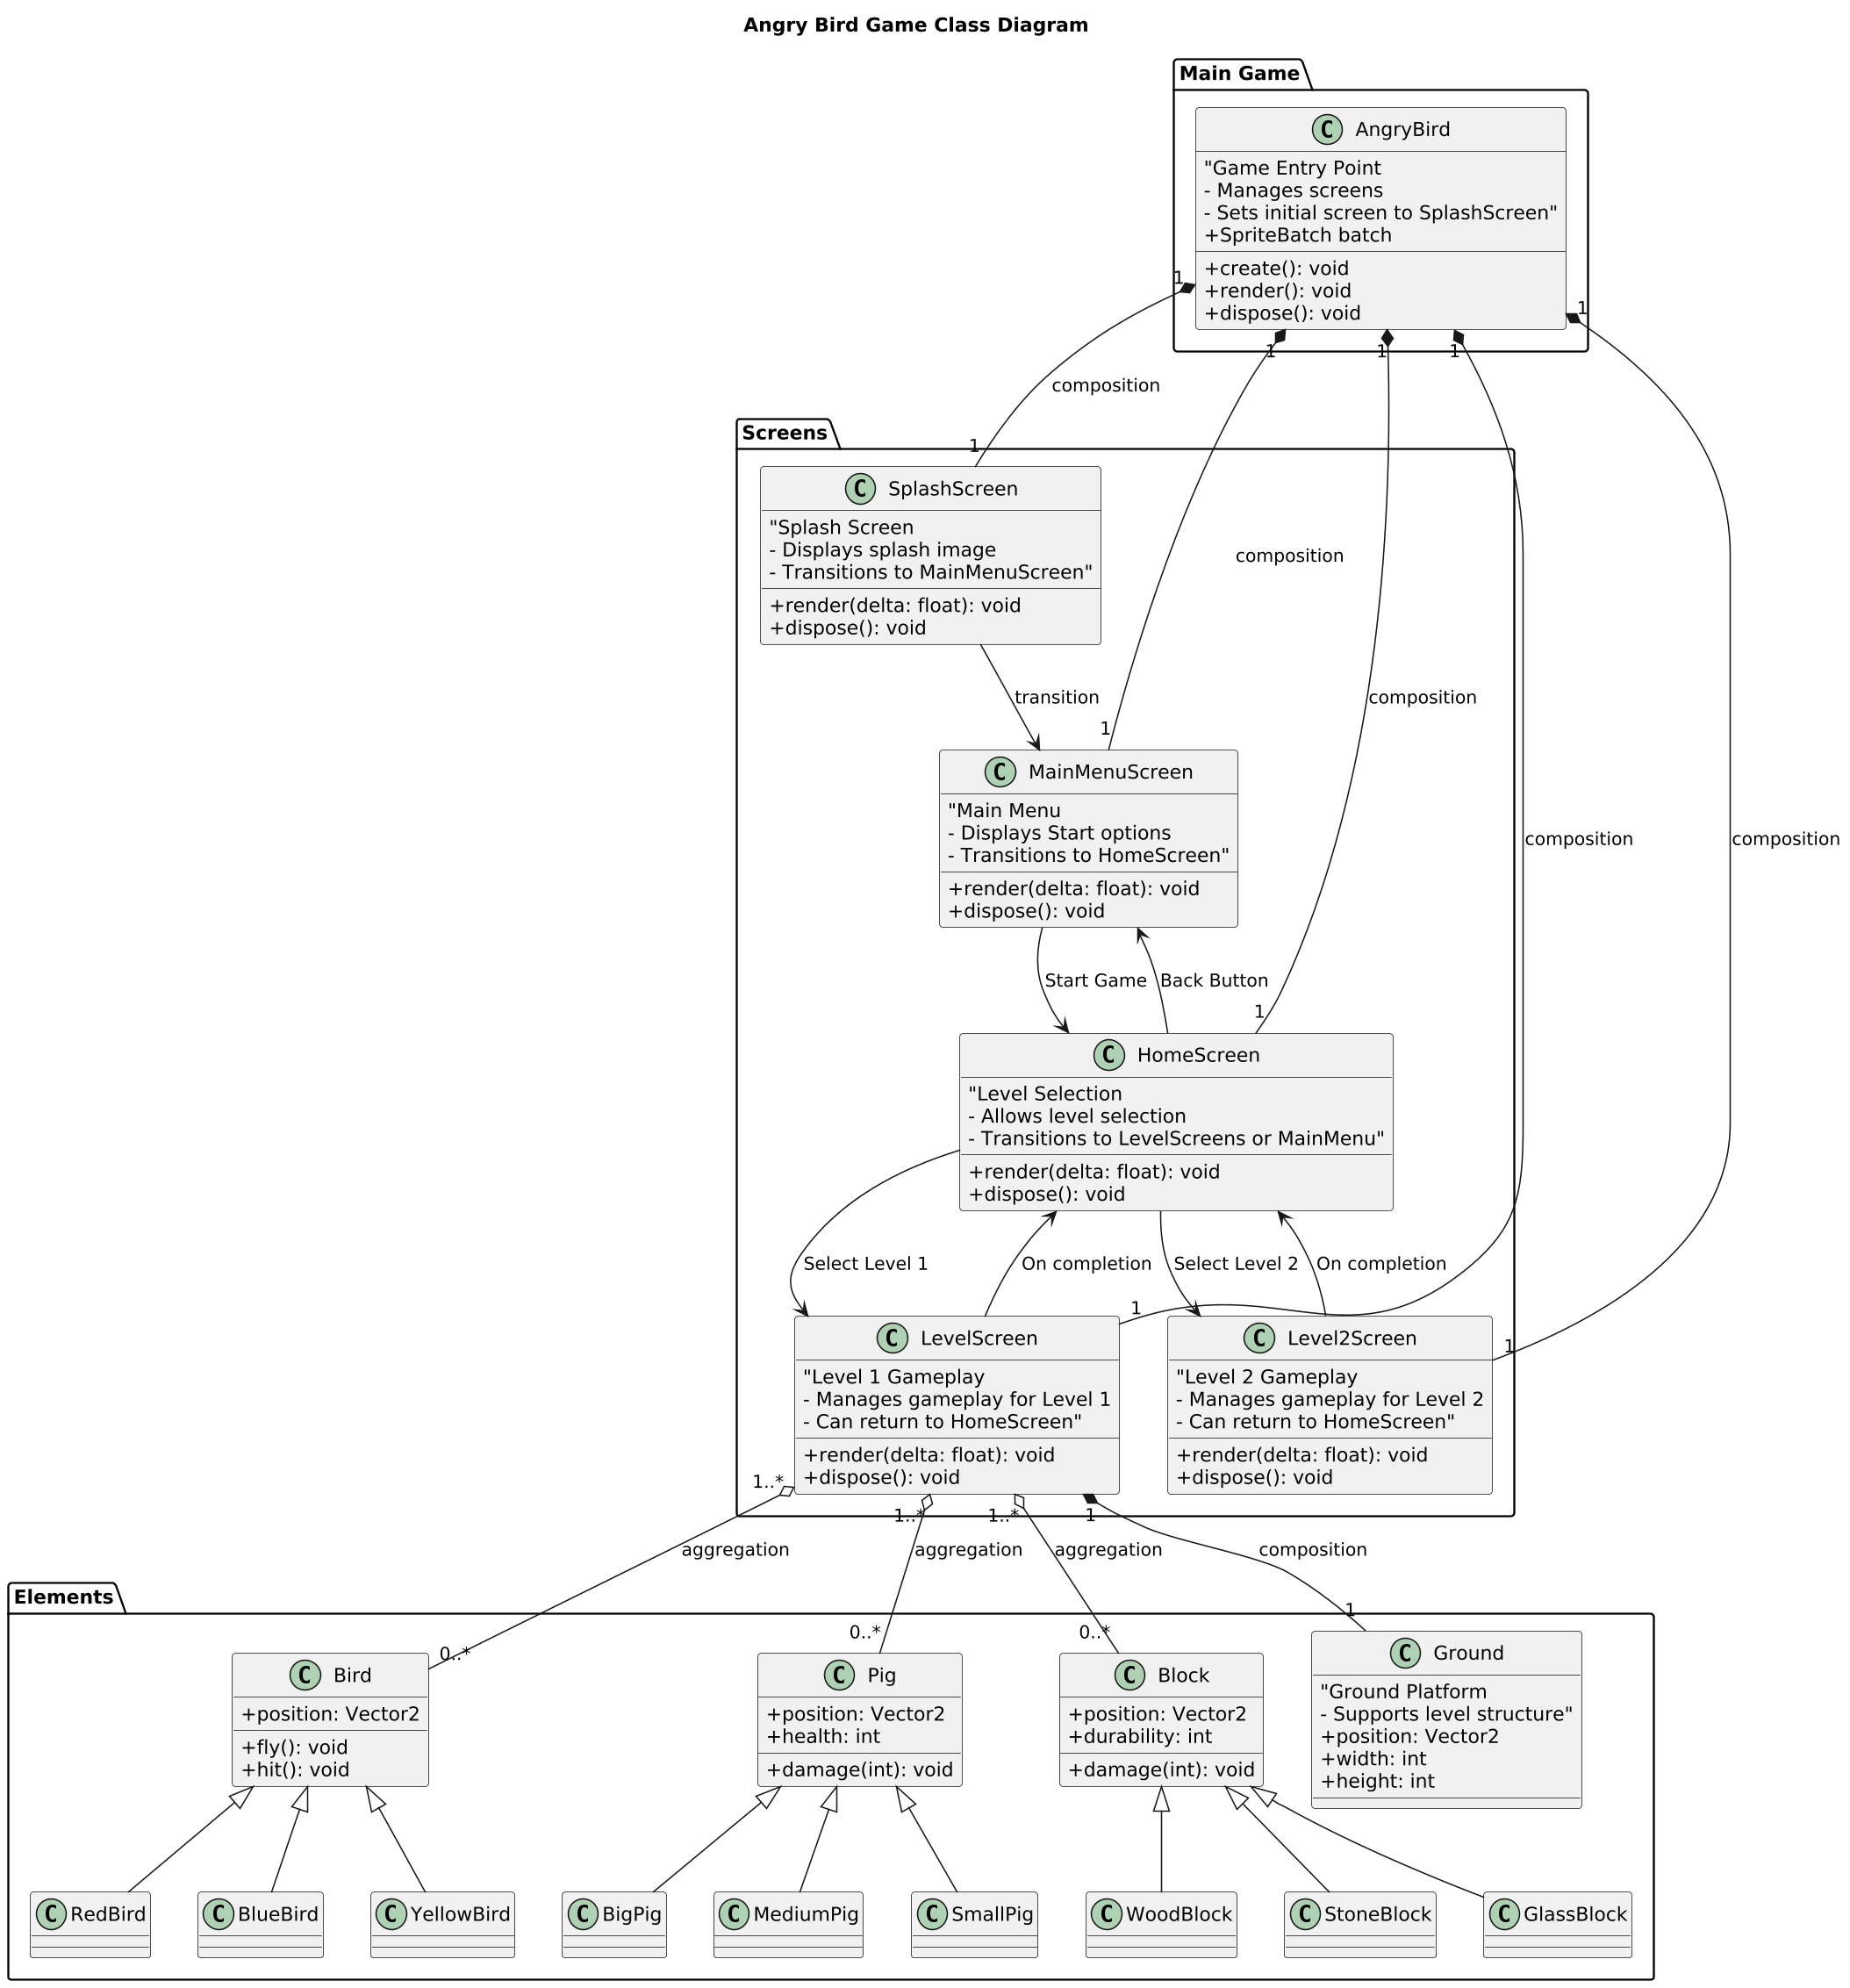 Angry Bird Game Class Diagram
Main Game
C AngryBird
"Game Entry Point
- Manages screens
- Sets initial screen to SplashScreen"
+SpriteBatch batch
+create(): void
+render(): void
+dispose(): void
1
1
1
1
1
composition
Screens
1
C SplashScreen
"Splash Screen
- Displays splash image
- Transitions to MainMenuScreen"
+render(delta: float): void
+dispose(): void
composition
transition
composition
1
C MainMenuScreen
"Main Menu
- Displays Start options
- Transitions to HomeScreen"
+render(delta: float): void
+dispose(): void
composition
composition
Start Game
Back Button
1
C HomeScreen
"Level Selection
- Allows level selection
- Transitions to LevelScreens or MainMenu"
+render(delta: float): void
+dispose(): void
Select Level 1
On completion
Select Level 2
On completion
1
C LevelScreen
"Level 1 Gameplay
- Manages gameplay for Level 1
- Can return to HomeScreen"
+render(delta: float): void
+dispose(): void
1
C Level2Screen
"Level 2 Gameplay
- Manages gameplay for Level 2
- Can return to HomeScreen"
+render(delta: float): void
+dispose(): void
1..*
1..*
1..*
1
aggregation
aggregation
aggregation
composition
Elements
0..*
0..*
0..*
1
C Bird
+position: Vector2
+fly(): void
+hit(): void
C Pig
+position: Vector2
+health: int
+damage(int): void
C Block
+position: Vector2
+durability: int
+damage(int): void
C Ground
"Ground Platform
- Supports level structure"
+position: Vector2
+width: int
+height: int
C RedBird
C BlueBird
C YellowBird
C BigPig
C MediumPig
C SmallPig
C WoodBlock
C StoneBlock
C GlassBlock